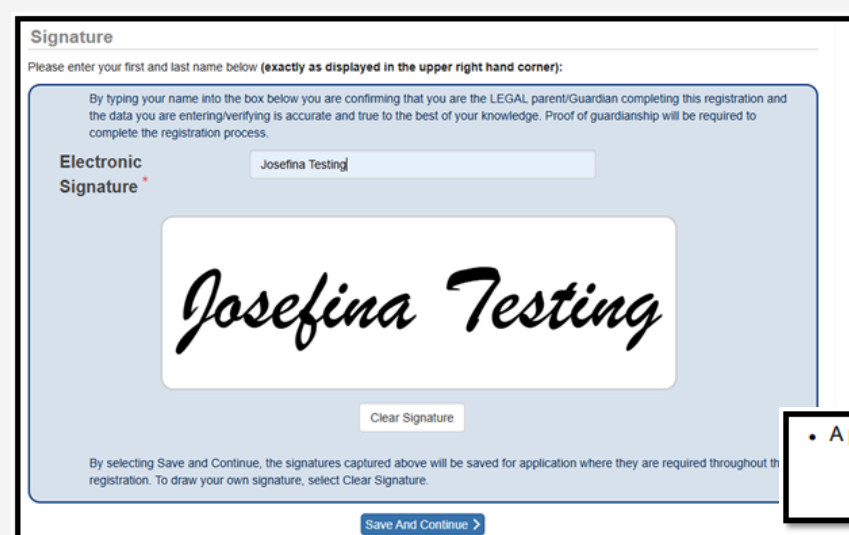 Signature
Please enter your first and last name below (exactly as displayed in the upper right hand corner):
By typing your name into the box below you are confirming that you are the LEGAL parent/Guardian completing this registration and
the data you are entering/verifying is accurate and true to the best of your knowledge. Proof of guardianship will be required to
complete the registration process.
Electronic
Signature *
Josefina Testing
Josefina Testing
Clear Signature
• A
By selecting Save and Continue, the signatures captured above will be saved for application where they are required throughout
registration. To draw your own signature, select Clear Signature.
Save And Continue >